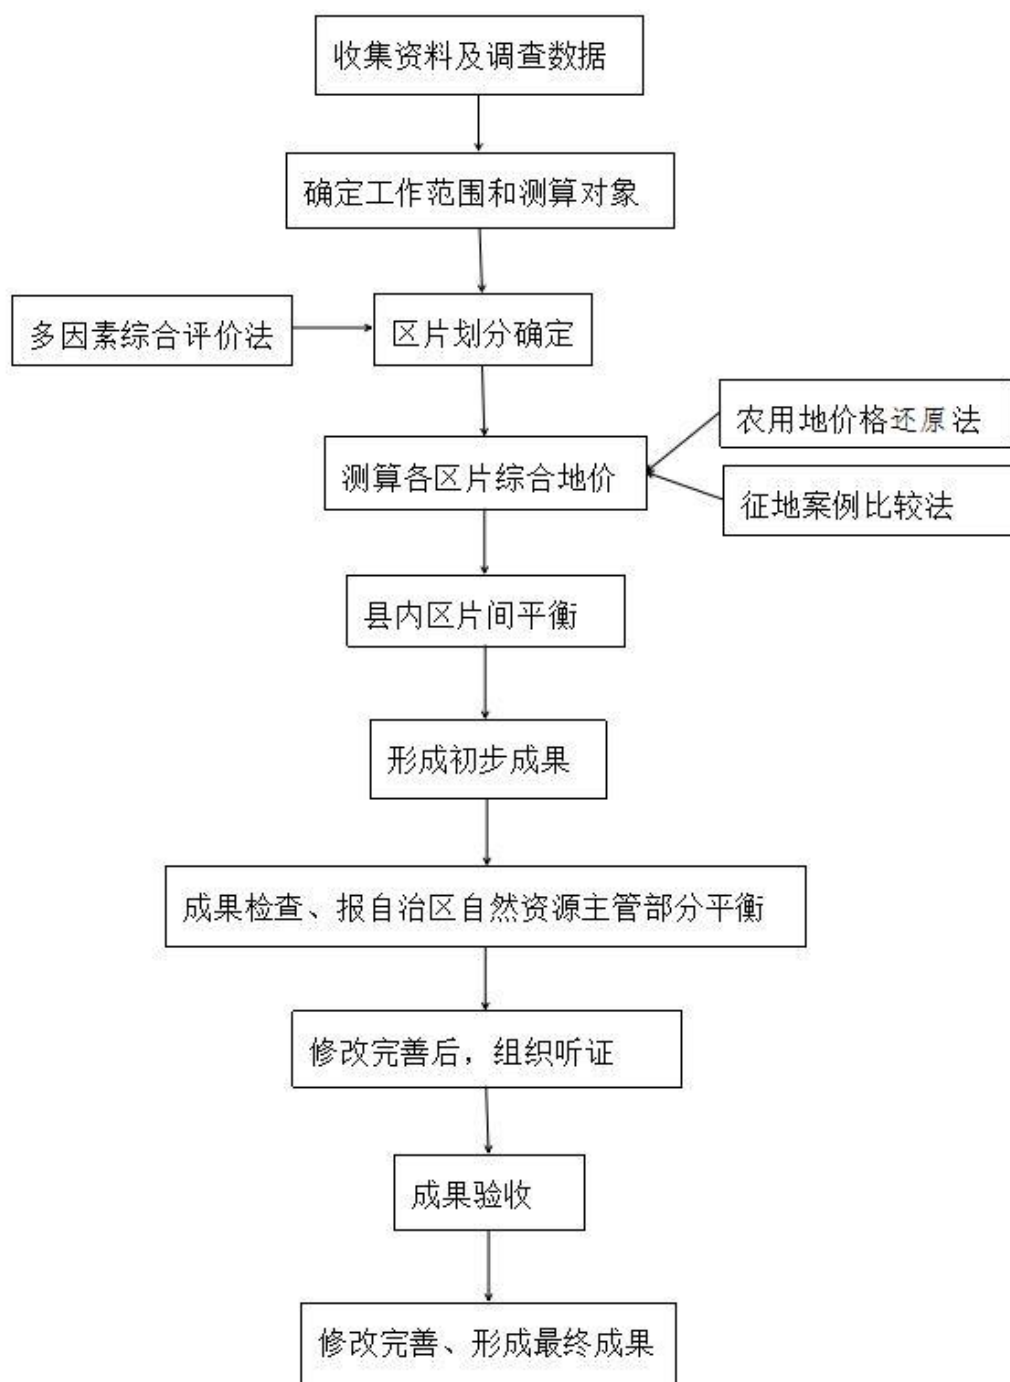 收集资料及调查数据
确定工作范围和测算对象
多因素综合评价法
区片划分确定
农用地价格还原法
测算各区片综合地价
征地案例比较法
县内区片间平衡
形成初步成果
成果检查、报自治区自然资源主管部分平衡
修改完善后，组织听证
成果验收
修改完善、形成最终成果